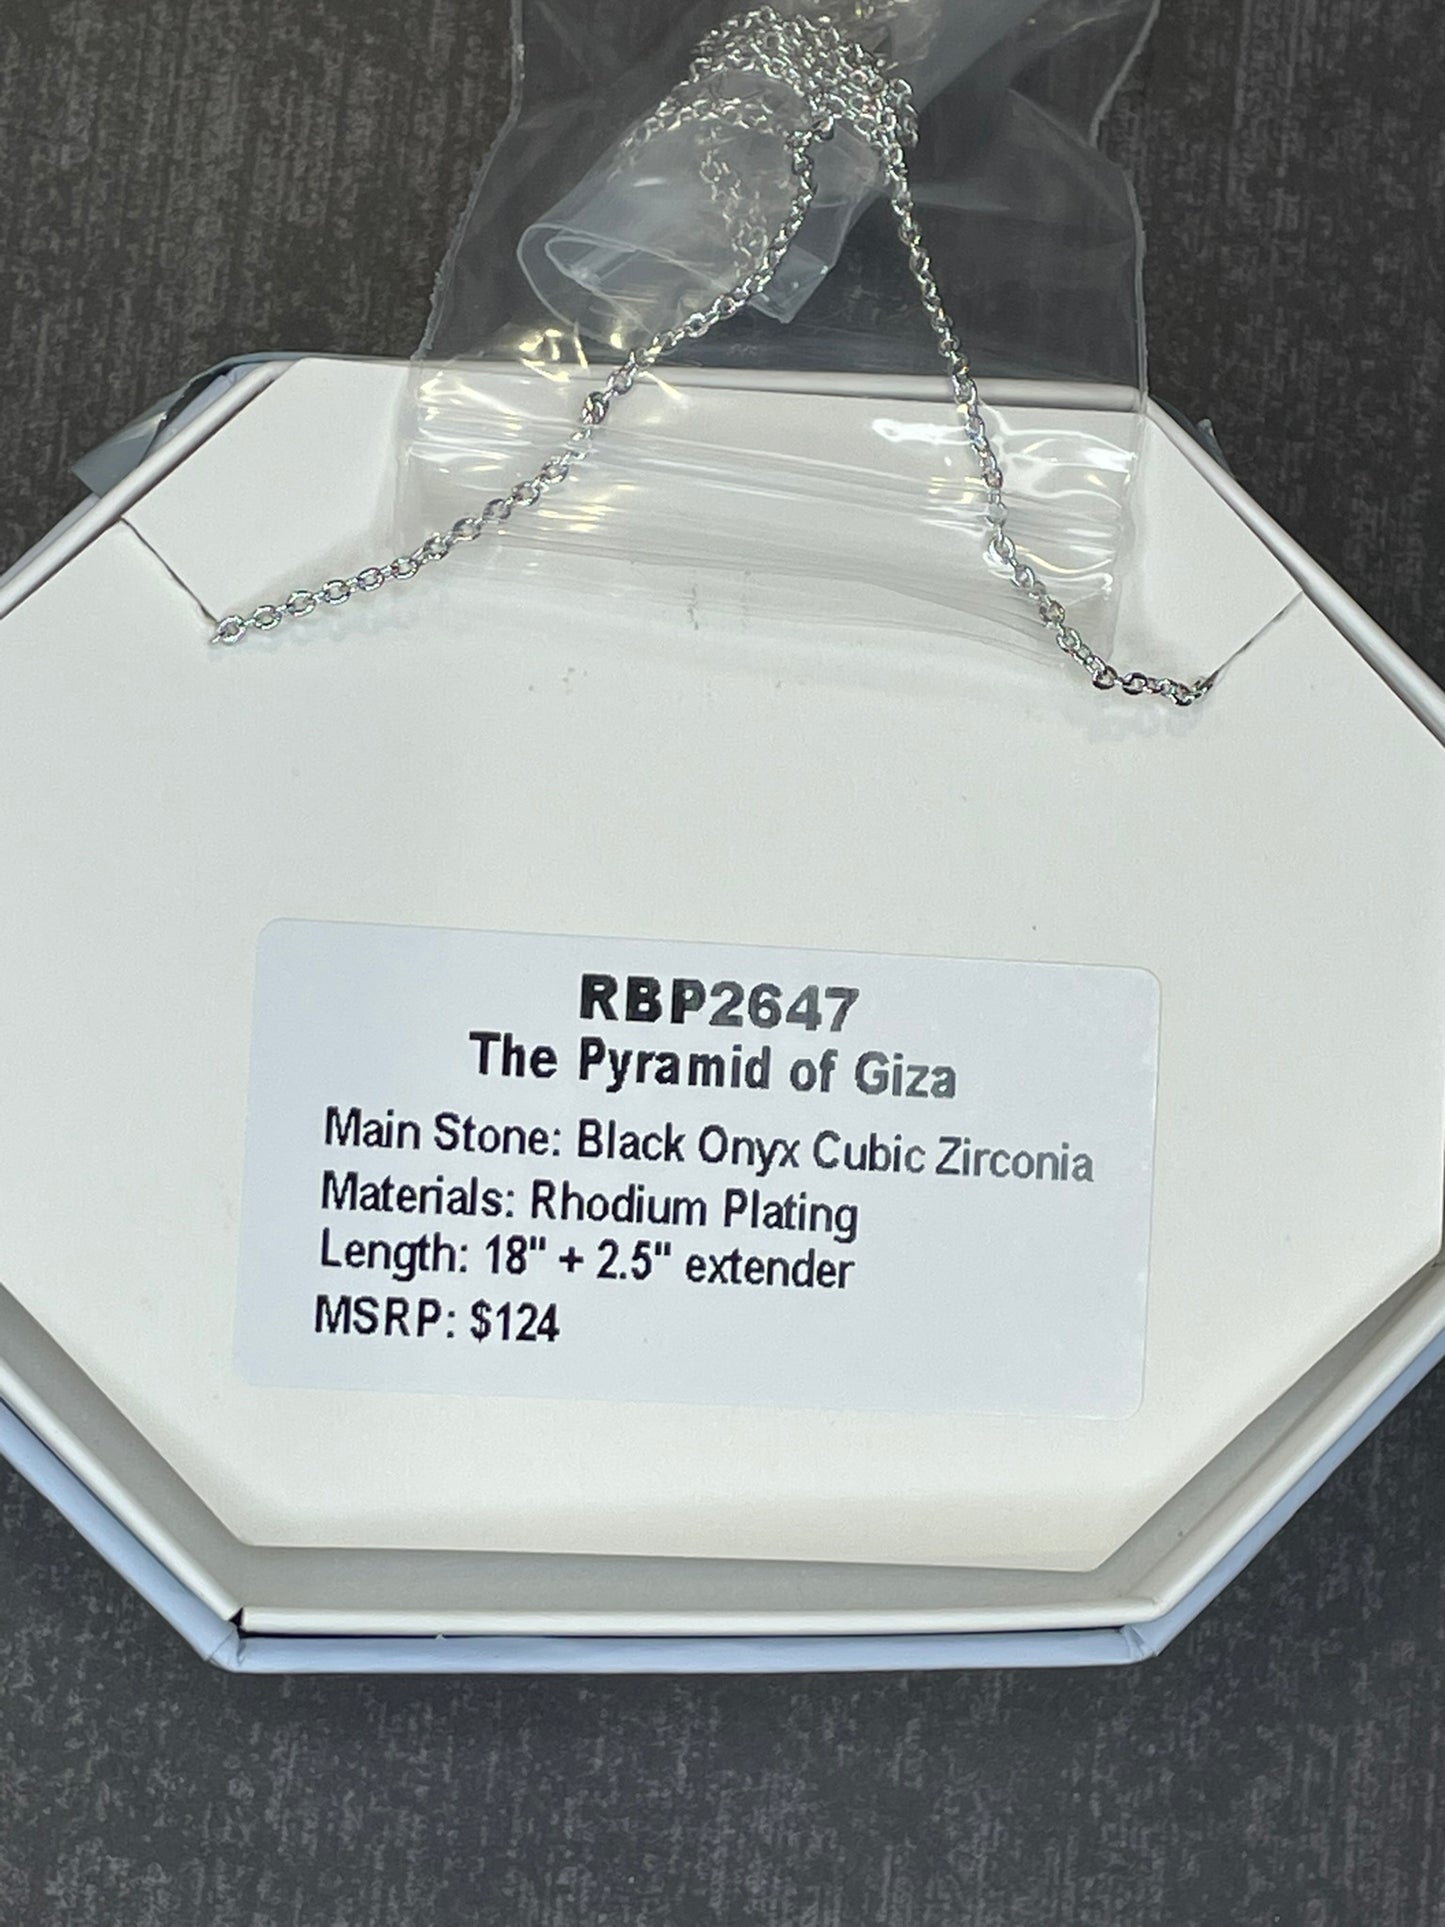 RBP2647
The Pyramid of Giza
Main Stone: Black Onyx Cubic Zirconia
Materials: Rhodium Plating
Length: 18" + 2.5" extender
MSRP: $124